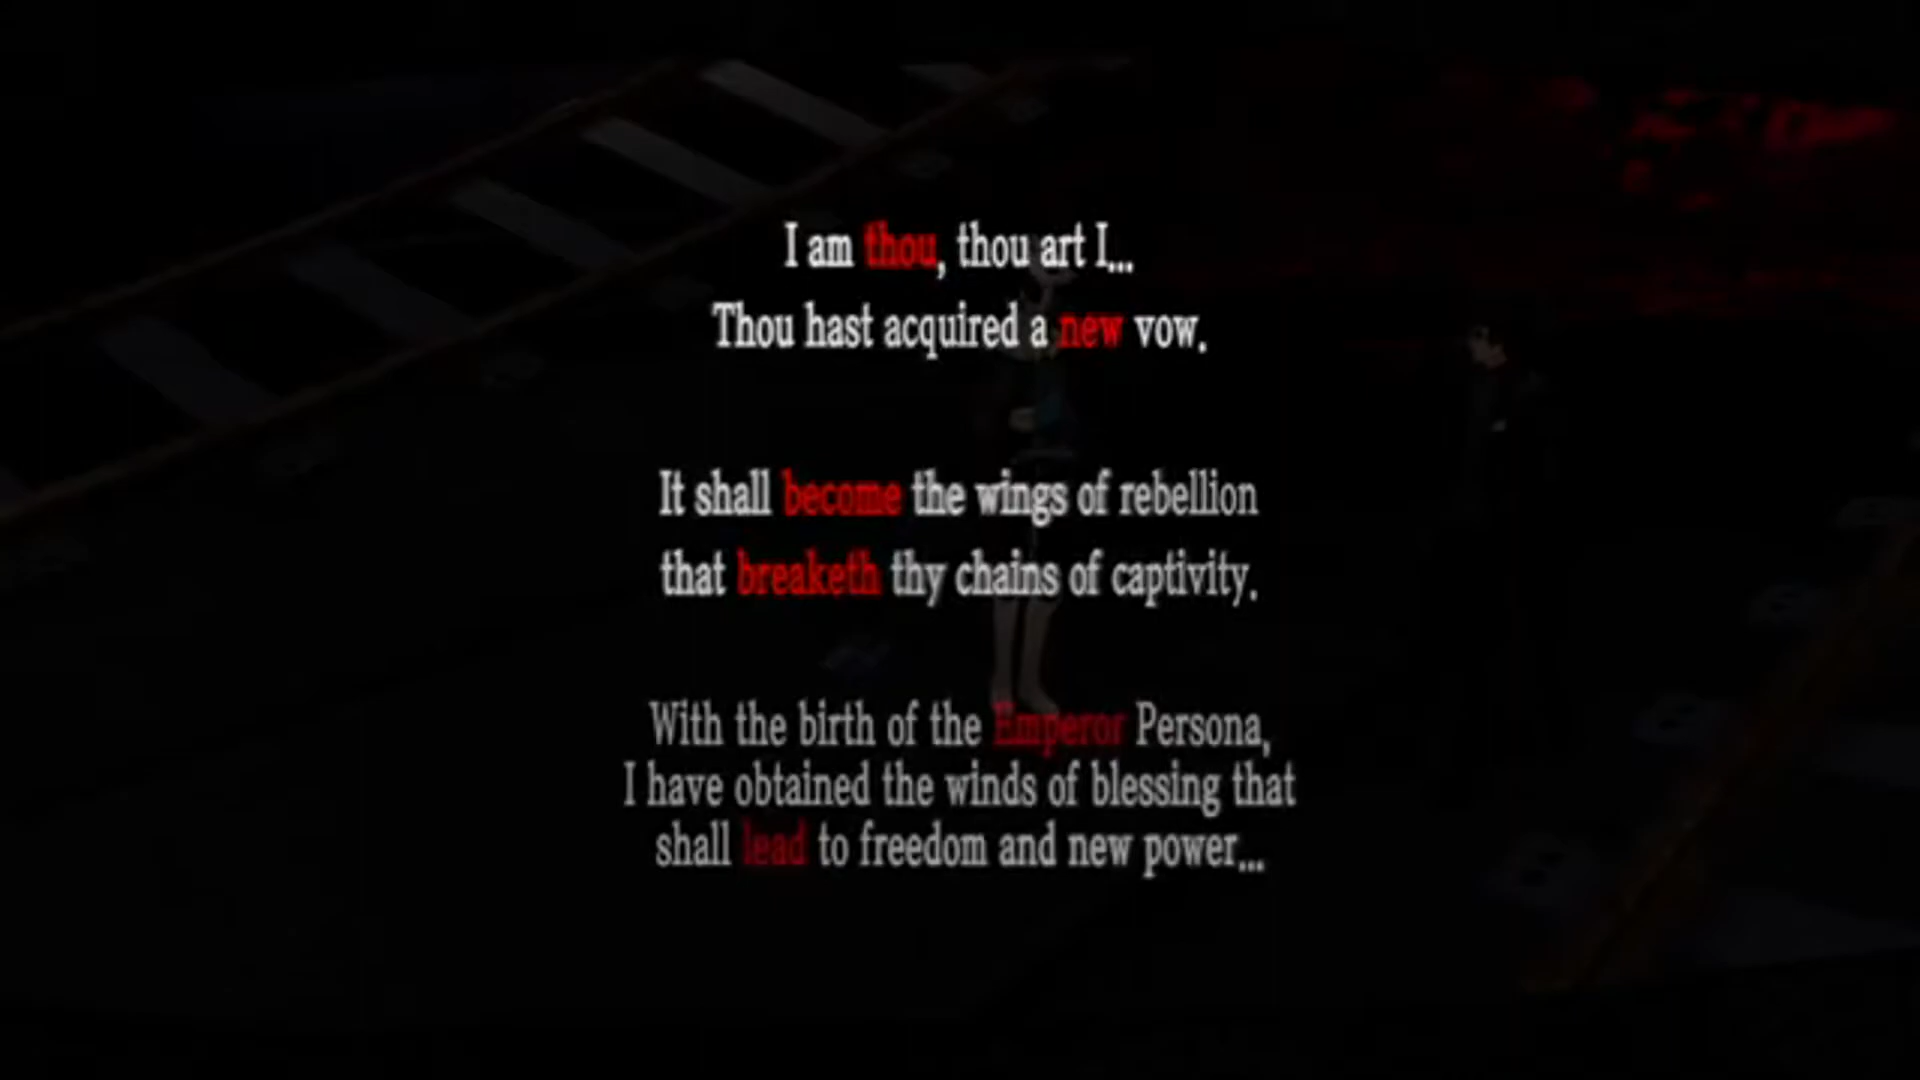 I am thou, thou art I...
Thou hast acquired a new vow.
It shall become the wings of rebellion
that breaketh thy chains of captivity.
With the birth of the Emperor Persona,
I have obtained the winds of blessing that
shall lead to freedom and new power...